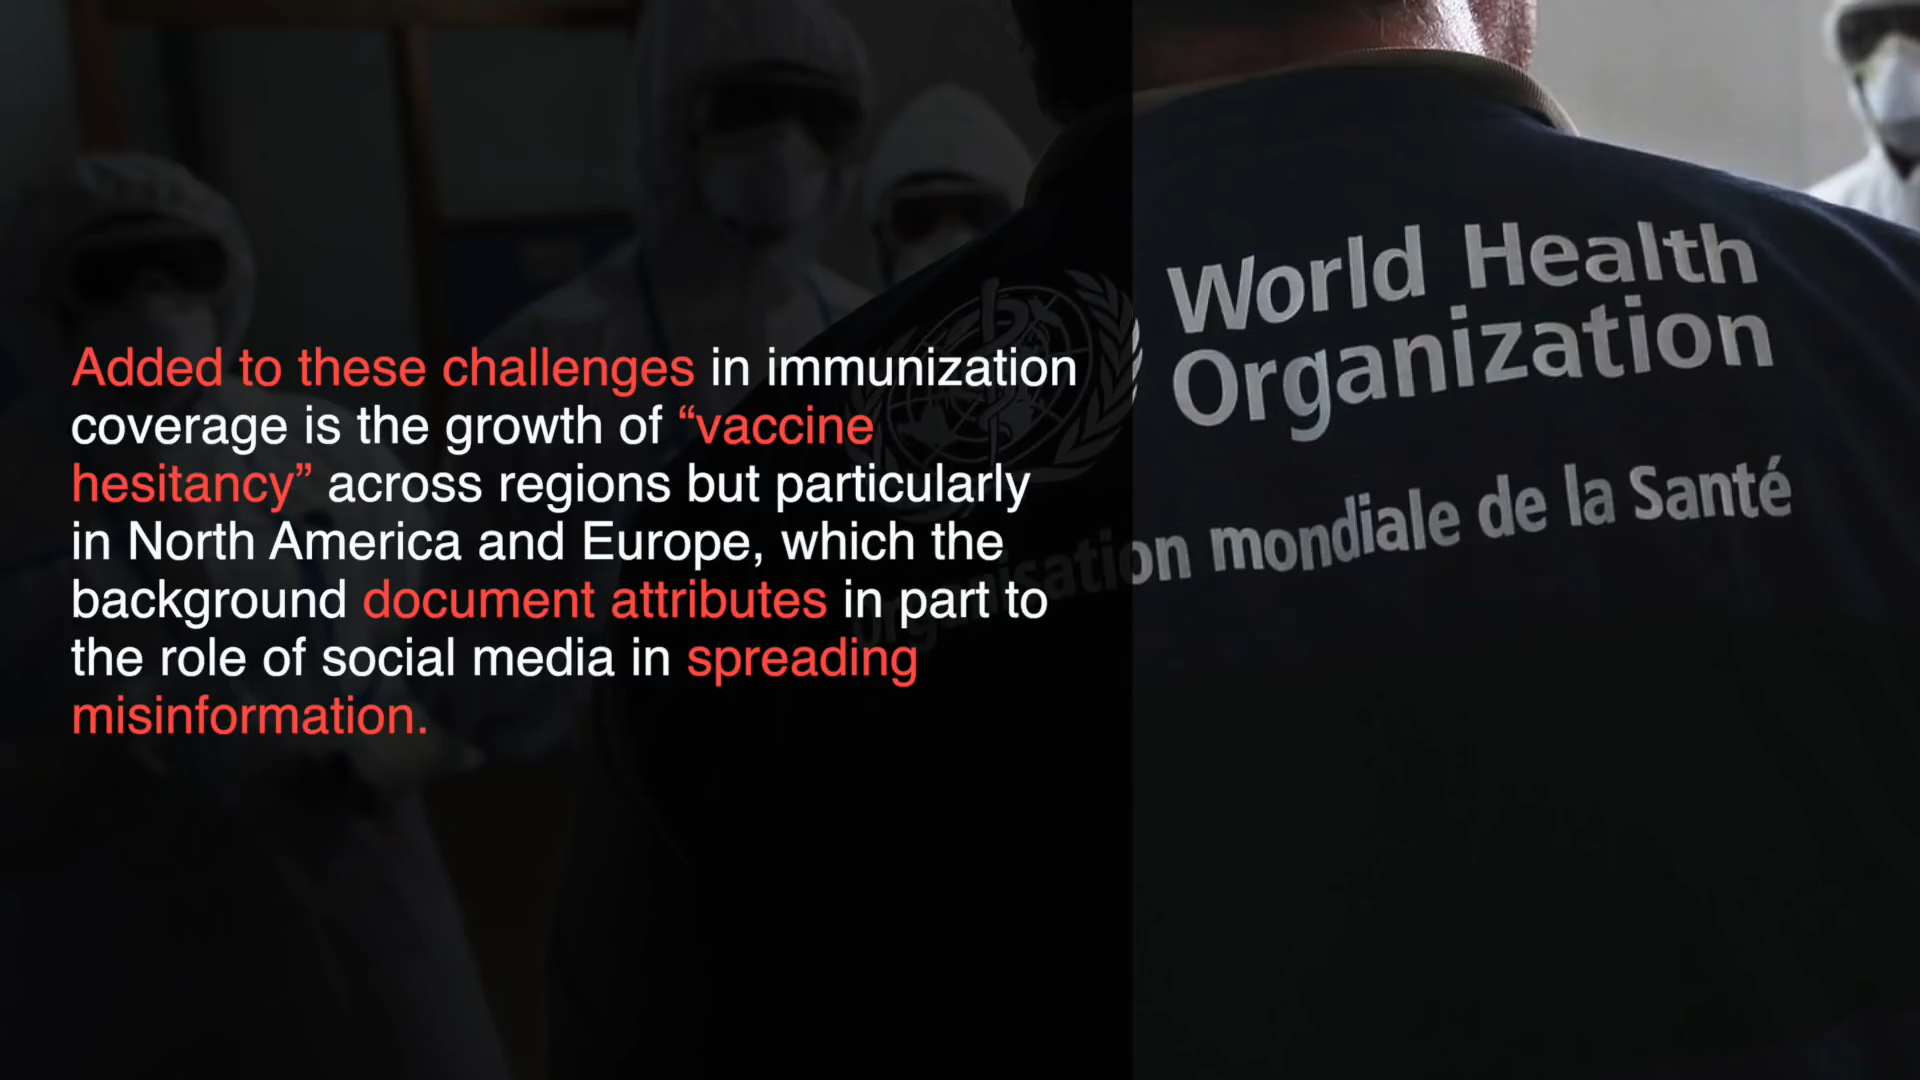 Added to these challenges in immunization
coverage is the growth of “vaccine
hesitancy” across regions but particularly
in North America and Europe, which the
background document attributes in part to
the role of social media in spreading
misinformation.
World Health
Organization
Organisation mondiale de la Santé